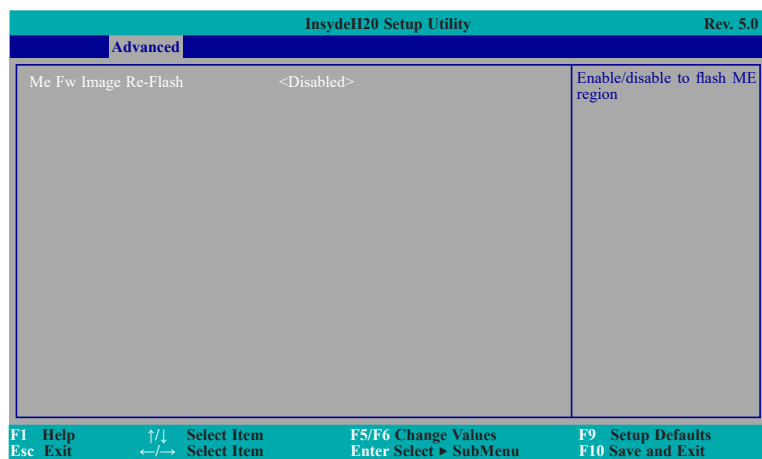 InsydeH20 Setup Utility Rev. 5.0
Advanced
Me Fw Image Re-Flash <Disabled>
Enable/disable to flash ME
region
F1 Help ↑/↓ Select Item F5/F6 Change Values F9 Setup Defaults
Esc Exit ←/→ Select Item Enter Select ▶ SubMenu F10 Save and Exit